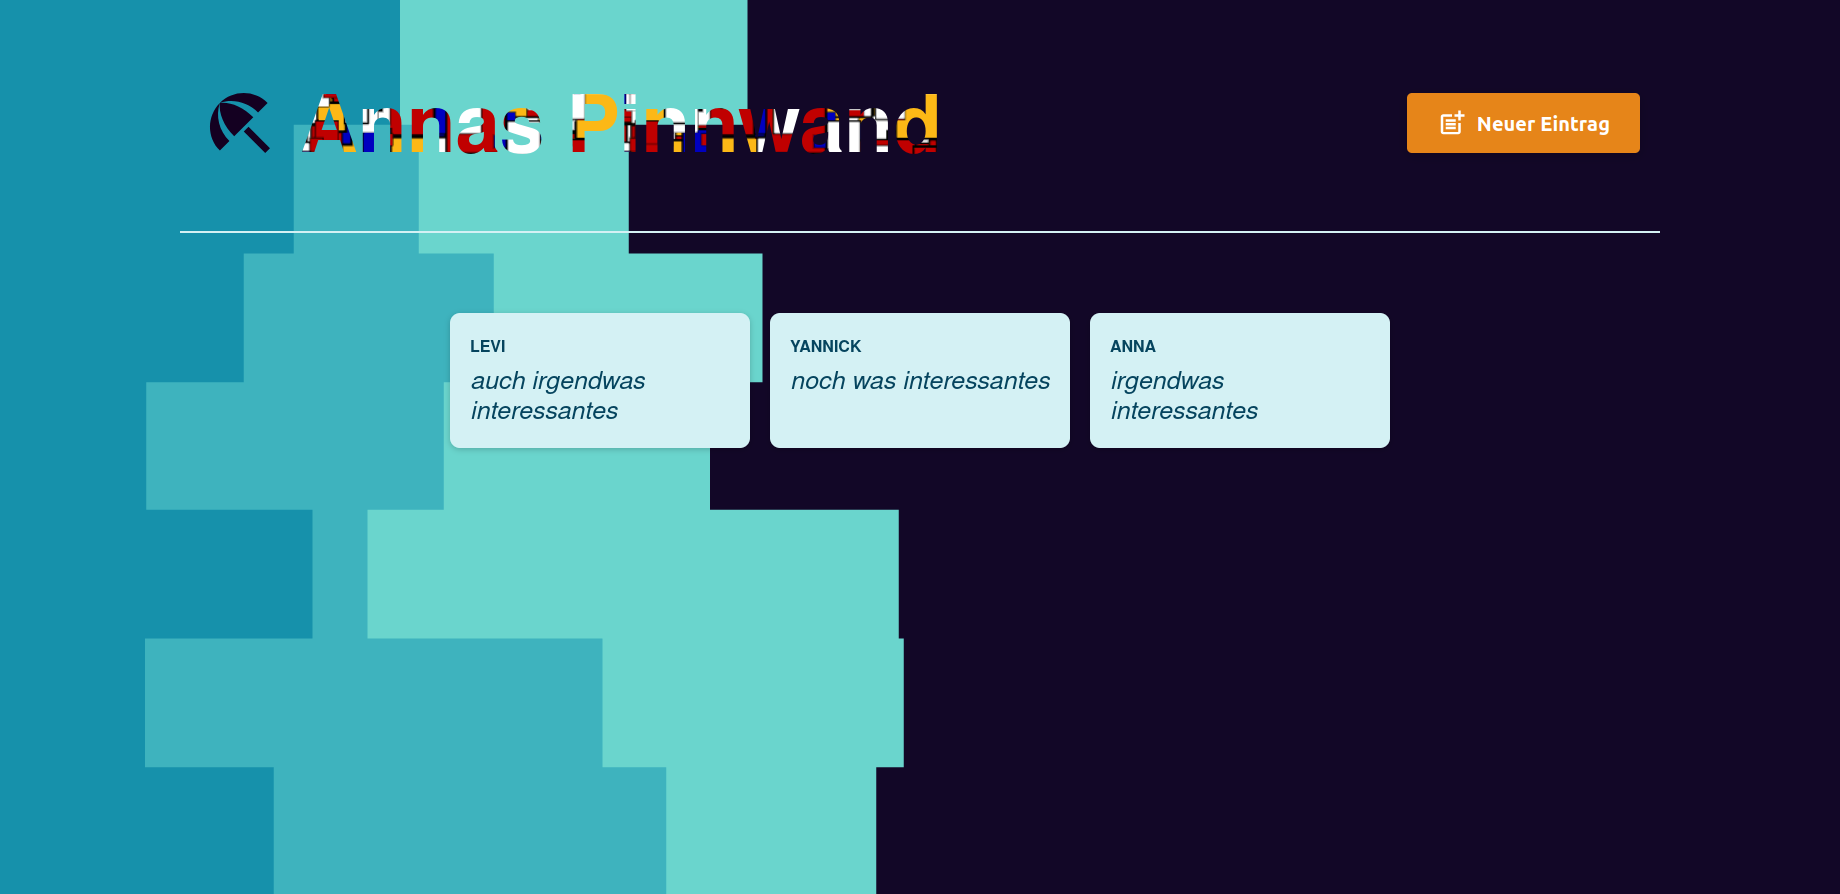 Annas Pinnwand
Neuer Eintrag
LEVI
auch irgendwas
interessantes
YANNICK
noch was interessantes
ANNA
irgendwas
interessantes